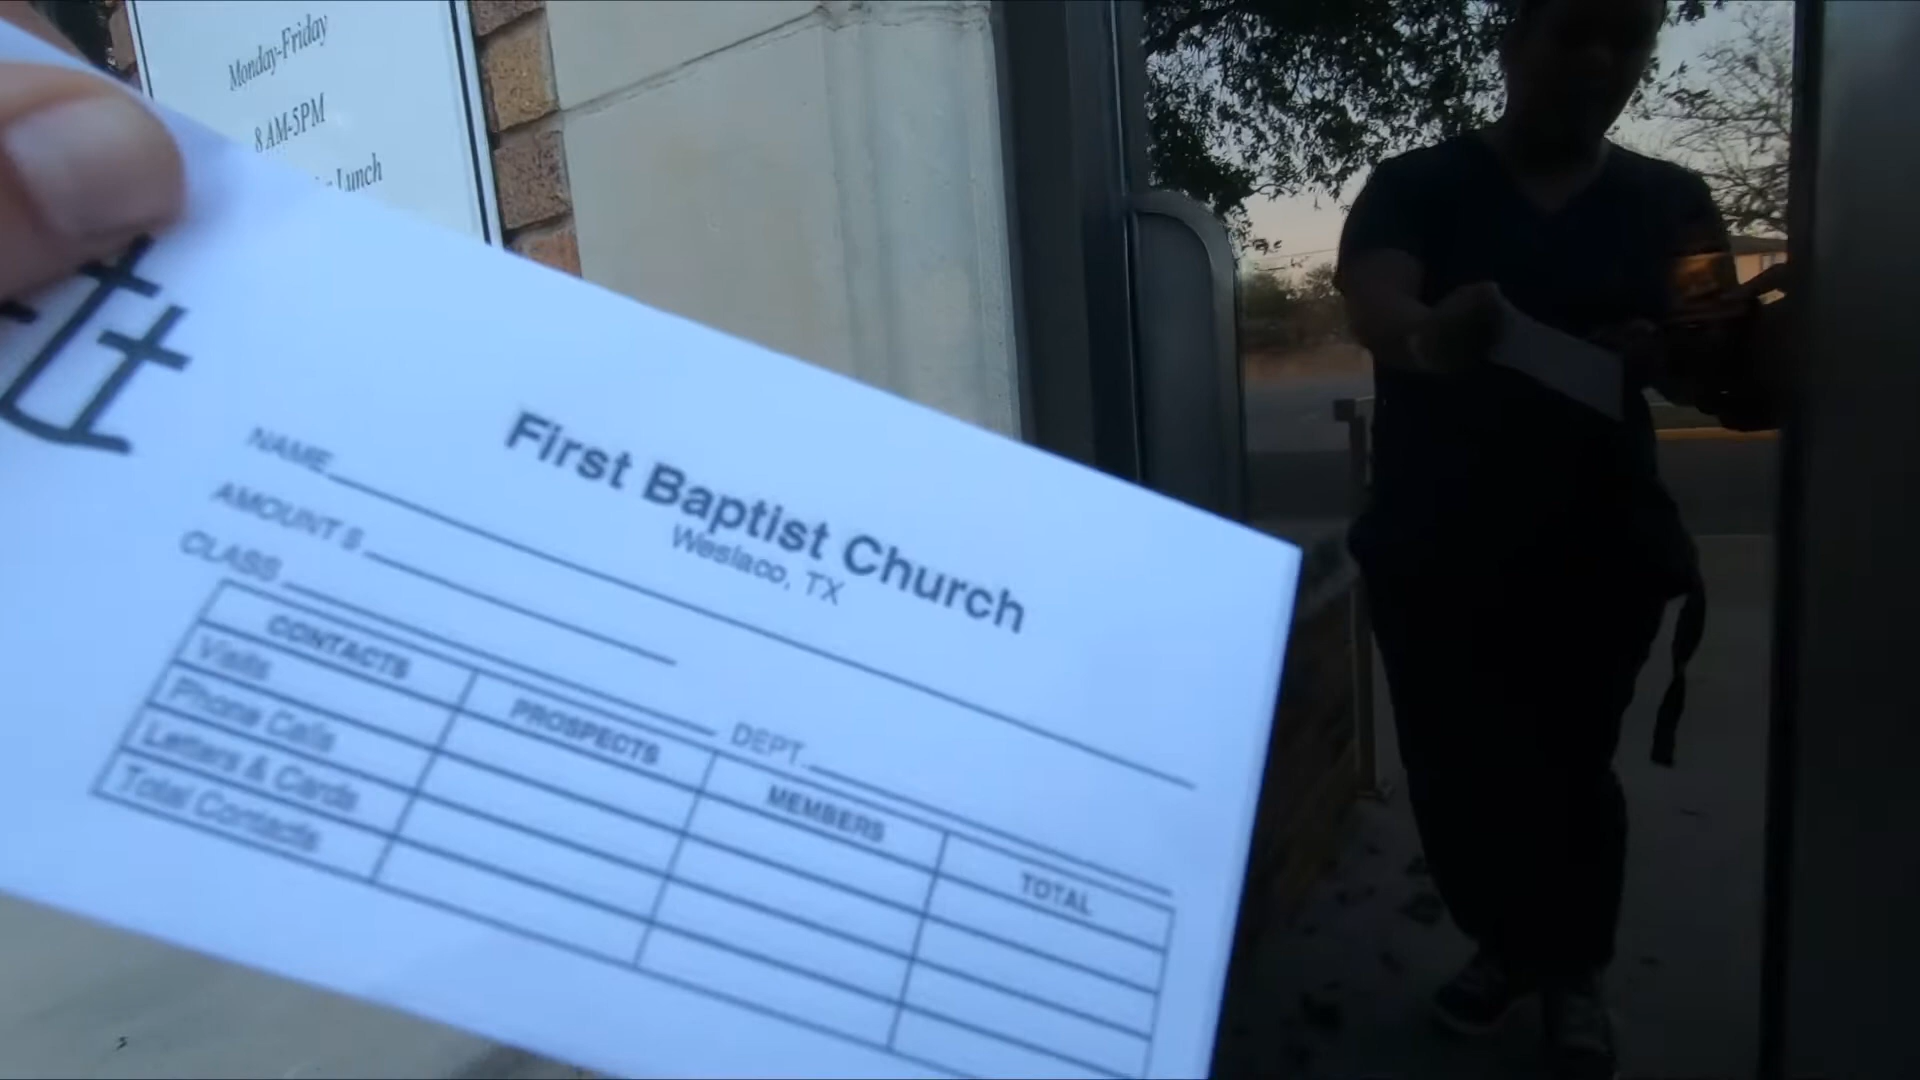 Monday-Friday
8 AM-5PM
Lunch
First Baptist Church
Weslaco, TX
NAME
AMOUNT $
CLASS
DEPT.
CONTACTS PROSPECTS MEMBERS TOTAL
Visits
Phone Calls
Letters & Cards
Total Contacts